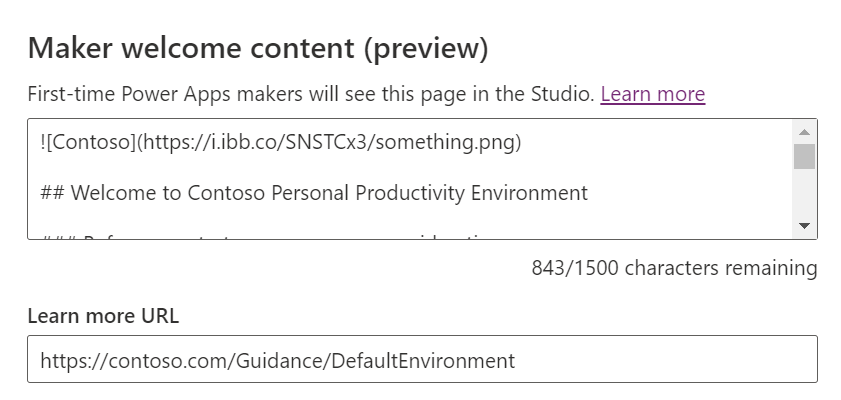 Maker welcome content (preview)
First-time Power Apps makers will see this page in the Studio. Learn more
![Contoso](https://i.ibb.co/SNSTCx3/something.png)
## Welcome to Contoso Personal Productivity Environment
###
843/1500 characters remaining
Learn more URL
https://contoso.com/Guidance/DefaultEnvironment